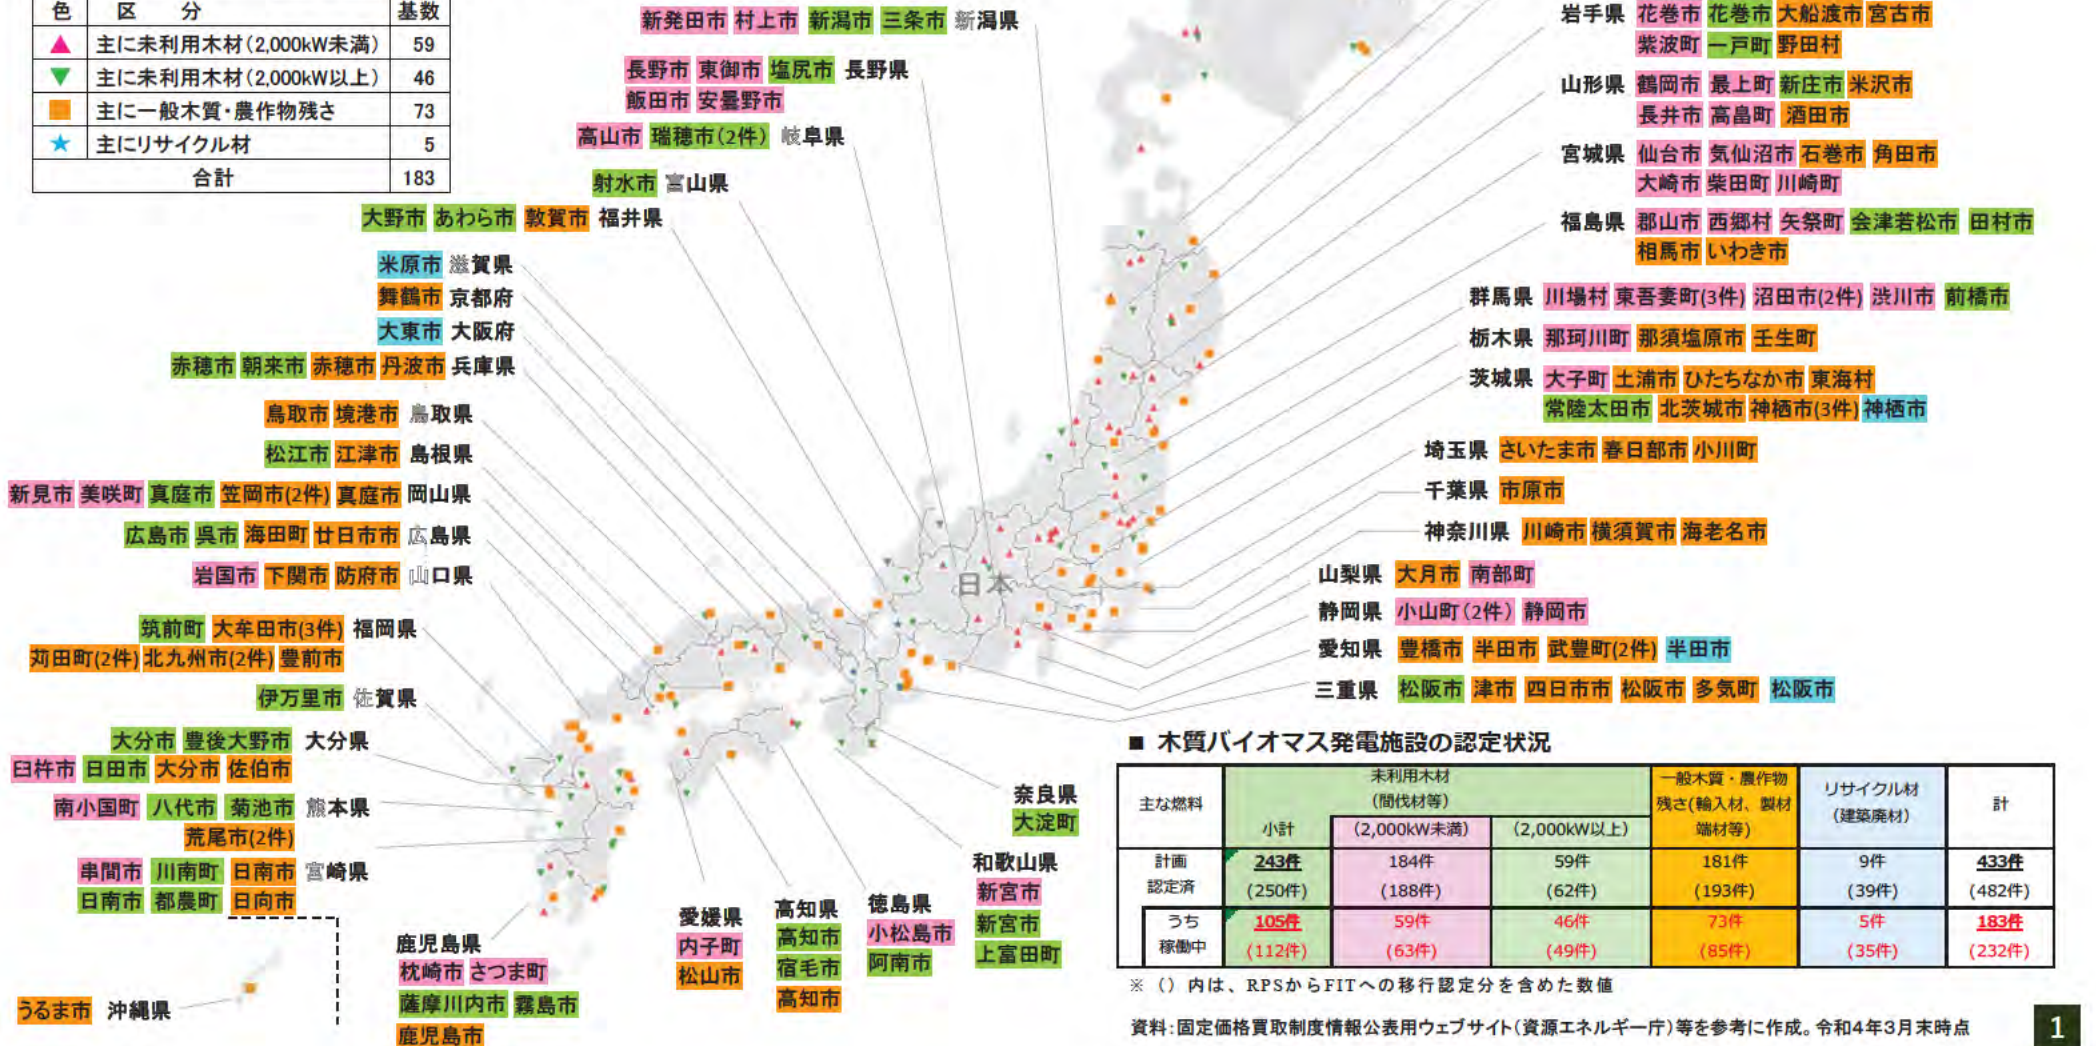 色 区 分 基数
▲ 主に未利用木材(2,000kW未満) 59
▼ 主に未利用木材(2,000kW以上) 46
■ 主に一般木質・農作物残さ 73
★ 主にリサイクル材 5
合計 183
新発田市 村上市 新潟市 三条市 新潟県
長野市 東御市 塩尻市 長野県
飯田市 安曇野市
高山市 瑞穂市(2件) 岐阜県
射水市 富山県
大野市 あわら市 敦賀市 福井県
米原市 滋賀県
舞鶴市 京都府
大東市 大阪府
赤穂市 朝来市 赤穂市 丹波市 兵庫県
鳥取市 境港市 鳥取県
松江市 江津市 島根県
新見市 美咲町 真庭市 笠岡市(2件) 真庭市 岡山県
広島市 呉市 海田町 廿日市市 広島県
岩国市 下関市 防府市 山口県
筑前町 大牟田市(3件) 福岡県
苅田町(2件) 北九州市(2件) 豊前市
伊万里市 佐賀県
大分市 豊後大野市 大分県
臼杵市 日田市 大分市 佐伯市
南小国町 八代市 菊池市 熊本県
荒尾市(2件)
串間市 川南町 日南市 宮崎県
日南市 都農町 日向市
うるま市 沖縄県
鹿児島県
枕崎市 さつま町
薩摩川内市 霧島市
鹿児島市
愛媛県
内子町
松山市
高知県
高知市
宿毛市
高知市
徳島県
小松島市
阿南市
和歌山県
新宮市
新宮市
上富田町
奈良県
大淀町
日本
岩手県 花巻市 花巻市 大船渡市 宮古市
紫波町 一戸町 野田村
山形県 鶴岡市 最上町 新庄市 米沢市
長井市 高畠町 酒田市
宮城県 仙台市 気仙沼市 石巻市 角田市
大崎市 柴田町 川崎町
福島県 郡山市 西郷村 矢祭町 会津若松市 田村市
相馬市 いわき市
群馬県 川場村 東吾妻町(3件) 沼田市(2件) 渋川市 前橋市
栃木県 那珂川町 那須塩原市 壬生町
茨城県 大子町 土浦市 ひたちなか市 東海村
常陸太田市 北茨城市 神栖市(3件) 神栖市
埼玉県 さいたま市 春日部市 小川町
千葉県 市原市
神奈川県 川崎市 横須賀市 海老名市
山梨県 大月市 南部町
静岡県 小山町(2件) 静岡市
愛知県 豊橋市 半田市 武豊町(2件) 半田市
三重県 松阪市 津市 四日市市 松阪市 多気町 松阪市
■ 木質バイオマス発電施設の認定状況
主な燃料 未利用木材 (間伐材等) 一般木質・農作物残さ(輸入材、製材端材等) リサイクル材 (建築廃材) 計
小計 (2,000kW未満) (2,000kW以上)
計画 243件 184件 59件 181件 9件 433件
認定済 (250件) (188件) (62件) (193件) (39件) (482件)
うち 105件 59件 46件 73件 5件 183件
稼働中 (112件) (63件) (49件) (85件) (35件) (232件)
※ () 内は、RPSからFITへの移行認定分を含めた数値
資料:固定価格買取制度情報公表用ウェブサイト(資源エネルギー庁)等を参考に作成。令和4年3月末時点
1